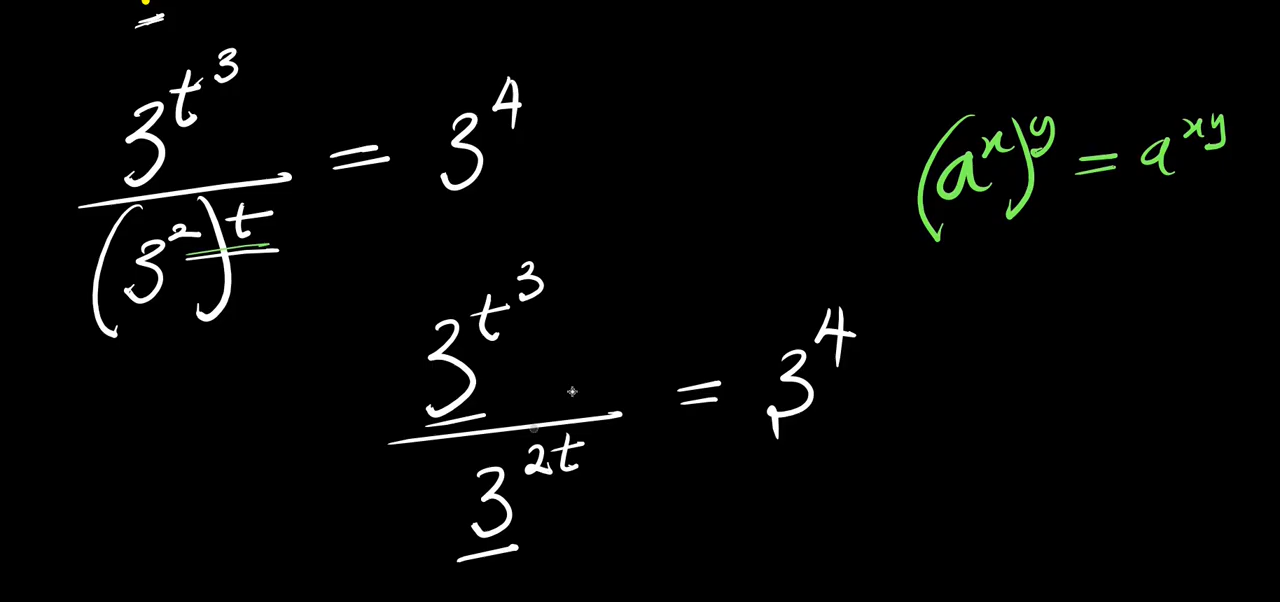 3^{t^3} / (3^2)^t = 3^4
(a^x)^y = a^{xy}
3^{t^3} / 3^{2t} = 3^4